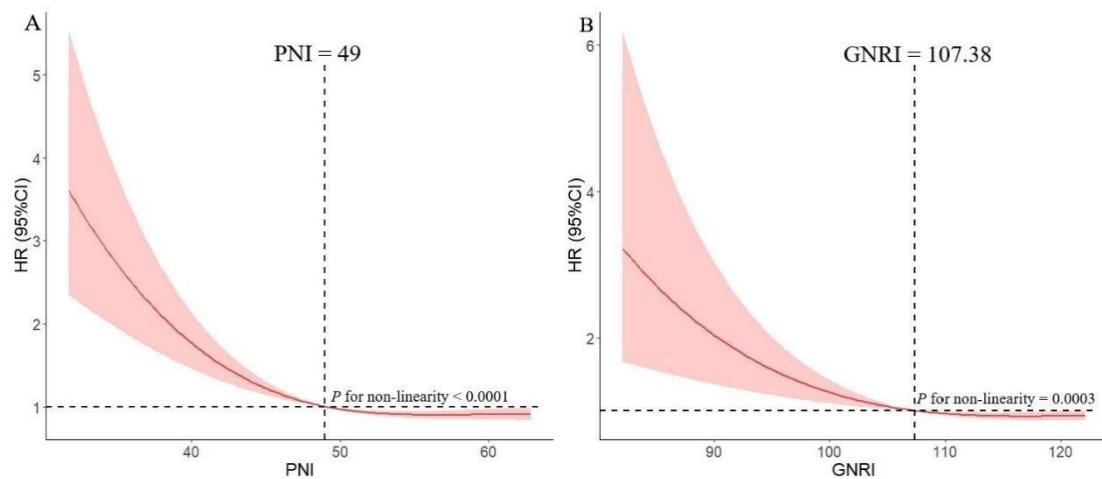 A
PNI = 49
5
4
3
2
1
HR (95%CI)
P for non-linearity < 0.0001
40
50
60
PNI
B
GNRI = 107.38
6
4
2
HR (95%CI)
P for non-linearity = 0.0003
90
100
110
120
GNRI